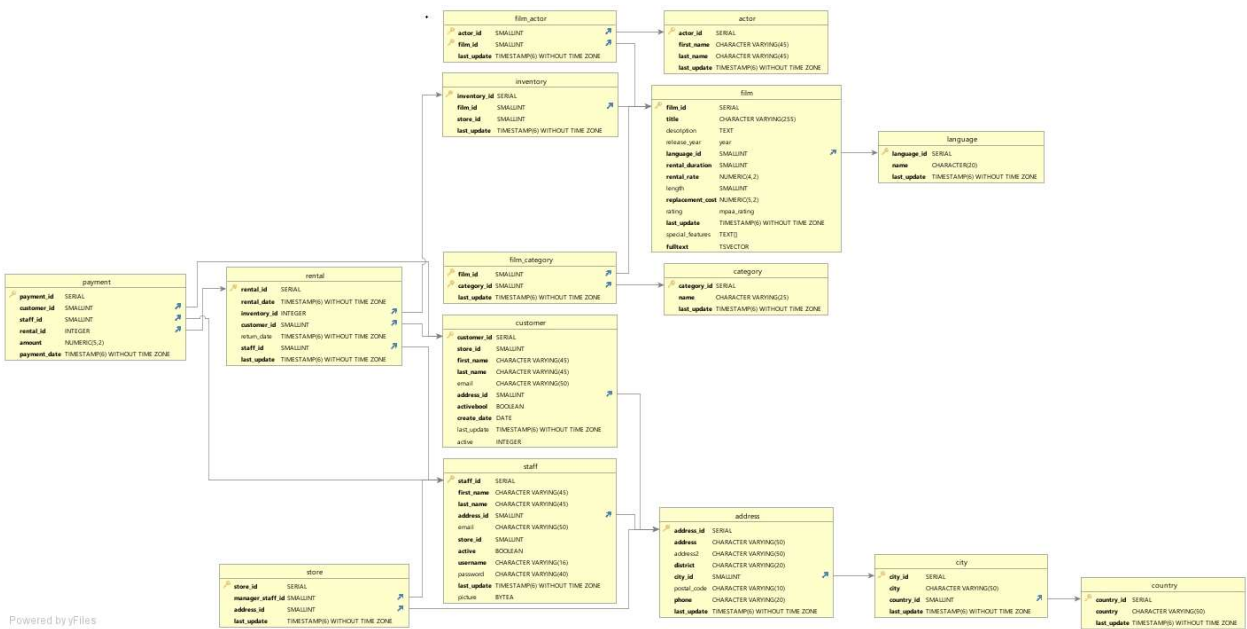 film_actor
actor_id SMALLINT
film_id SMALLINT
last_update TIMESTAMP(6) WITHOUT TIME ZONE
actor
actor_id SERIAL
first_name CHARACTER VARYING(45)
last_name CHARACTER VARYING(45)
last_update TIMESTAMP(6) WITHOUT TIME ZONE
inventory
inventory_id SERIAL
film_id SMALLINT
store_id SMALLINT
last_update TIMESTAMP(6) WITHOUT TIME ZONE
film
film_id SERIAL
title CHARACTER VARYING(255)
description TEXT
release_year year
language_id SMALLINT
rental_duration SMALLINT
rental_rate NUMERIC(4,2)
length SMALLINT
replacement_cost NUMERIC(5,2)
rating mpaa_rating
last_update TIMESTAMP(6) WITHOUT TIME ZONE
special_features TEXT[]
fulltext TSVECTOR
language
language_id SERIAL
name CHARACTER(20)
last_update TIMESTAMP(6) WITHOUT TIME ZONE
film_category
film_id SMALLINT
category_id SMALLINT
last_update TIMESTAMP(6) WITHOUT TIME ZONE
category
category_id SERIAL
name CHARACTER VARYING(25)
last_update TIMESTAMP(6) WITHOUT TIME ZONE
payment
payment_id SERIAL
customer_id SMALLINT
staff_id SMALLINT
rental_id INTEGER
amount NUMERIC(5,2)
payment_date TIMESTAMP(6) WITHOUT TIME ZONE
rental
rental_id SERIAL
rental_date TIMESTAMP(6) WITHOUT TIME ZONE
inventory_id INTEGER
customer_id SMALLINT
return_date TIMESTAMP(6) WITHOUT TIME ZONE
staff_id SMALLINT
last_update TIMESTAMP(6) WITHOUT TIME ZONE
customer
customer_id SERIAL
store_id SMALLINT
first_name CHARACTER VARYING(45)
last_name CHARACTER VARYING(45)
email CHARACTER VARYING(50)
address_id SMALLINT
activebool BOOLEAN
create_date DATE
last_update TIMESTAMP(6) WITHOUT TIME ZONE
active INTEGER
staff
staff_id SERIAL
first_name CHARACTER VARYING(45)
last_name CHARACTER VARYING(45)
address_id SMALLINT
email CHARACTER VARYING(50)
store_id SMALLINT
active BOOLEAN
username CHARACTER VARYING(16)
password CHARACTER VARYING(40)
last_update TIMESTAMP(6) WITHOUT TIME ZONE
picture BYTEA
store
store_id SERIAL
manager_staff_id SMALLINT
address_id SMALLINT
last_update TIMESTAMP(6) WITHOUT TIME ZONE
address
address_id SERIAL
address CHARACTER VARYING(50)
address2 CHARACTER VARYING(50)
district CHARACTER VARYING(20)
city_id SMALLINT
postal_code CHARACTER VARYING(10)
phone CHARACTER VARYING(20)
last_update TIMESTAMP(6) WITHOUT TIME ZONE
city
city_id SERIAL
city CHARACTER VARYING(50)
country_id SMALLINT
last_update TIMESTAMP(6) WITHOUT TIME ZONE
country
country_id SERIAL
country CHARACTER VARYING(50)
last_update TIMESTAMP(6) WITHOUT TIME ZONE
Powered by yFiles